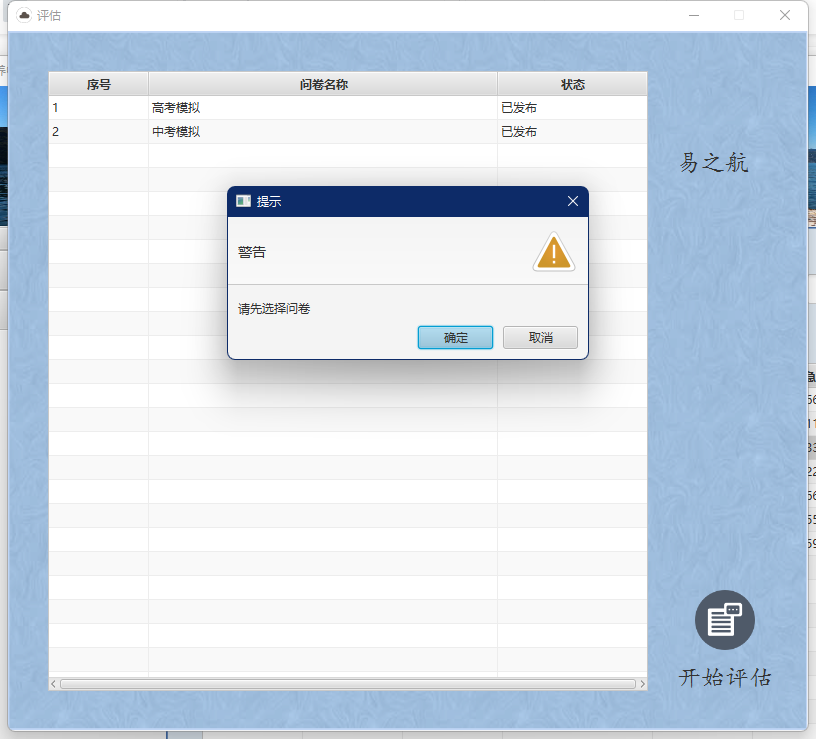 评估
序号 问卷名称 状态
1 高考模拟 已发布
2 中考模拟 已发布
易之航
提示
警告
请先选择问卷
确定 取消
开始评估